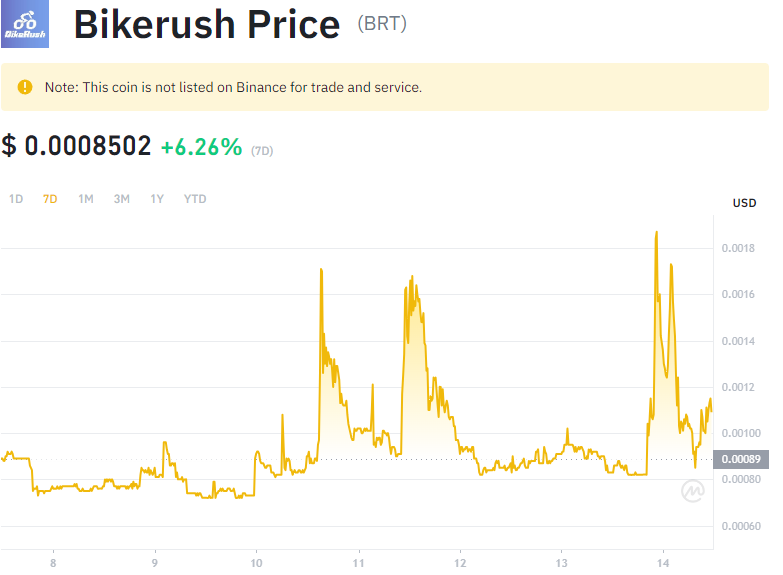 BikeRush
Bikerush Price (BRT)
Note: This coin is not listed on Binance for trade and service.
$ 0.0008502 +6.26% (7D)
1D 7D 1M 3M 1Y YTD
USD
0.0018
0.0016
0.0014
0.0012
0.00100
0.00089
0.00080
0.00060
8 9 10 11 12 13 14